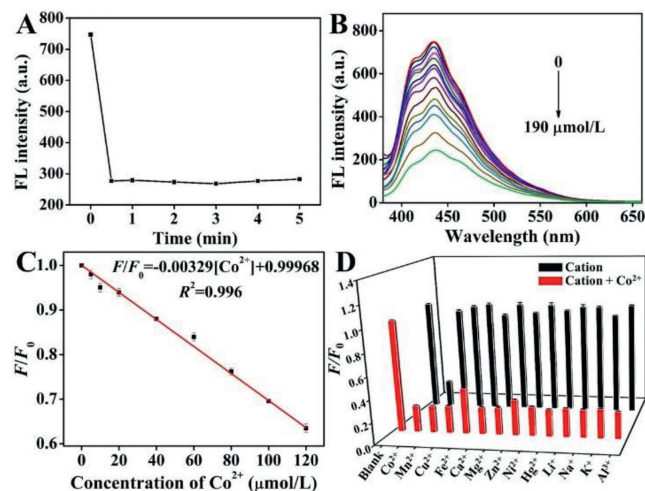 A
FL intensity (a.u.)
800
700
600
500
400
300
200
0 1 2 3 4 5
Time (min)
B
FL intensity (a.u.)
800
600
400
200
0
0
190 μmol/L
400 450 500 550 600 650
Wavelength (nm)
C
F/F₀
1.0
0.9
0.8
0.7
0.6
F/F₀=-0.00329[Co²⁺]+0.99968
R²=0.996
0 20 40 60 80 100 120
Concentration of Co²⁺ (μmol/L)
D
F/F₀
1.4
1.2
1.0
0.8
0.6
0.4
0.2
0.0
Cation
Cation + Co²⁺
Blank
Co²⁺
Mn²⁺
Cu²⁺
Fe²⁺
Ca²⁺
Mg²⁺
Zn²⁺
Ni²⁺
Hg²⁺
Li⁺
Na⁺
K⁺
Al³⁺